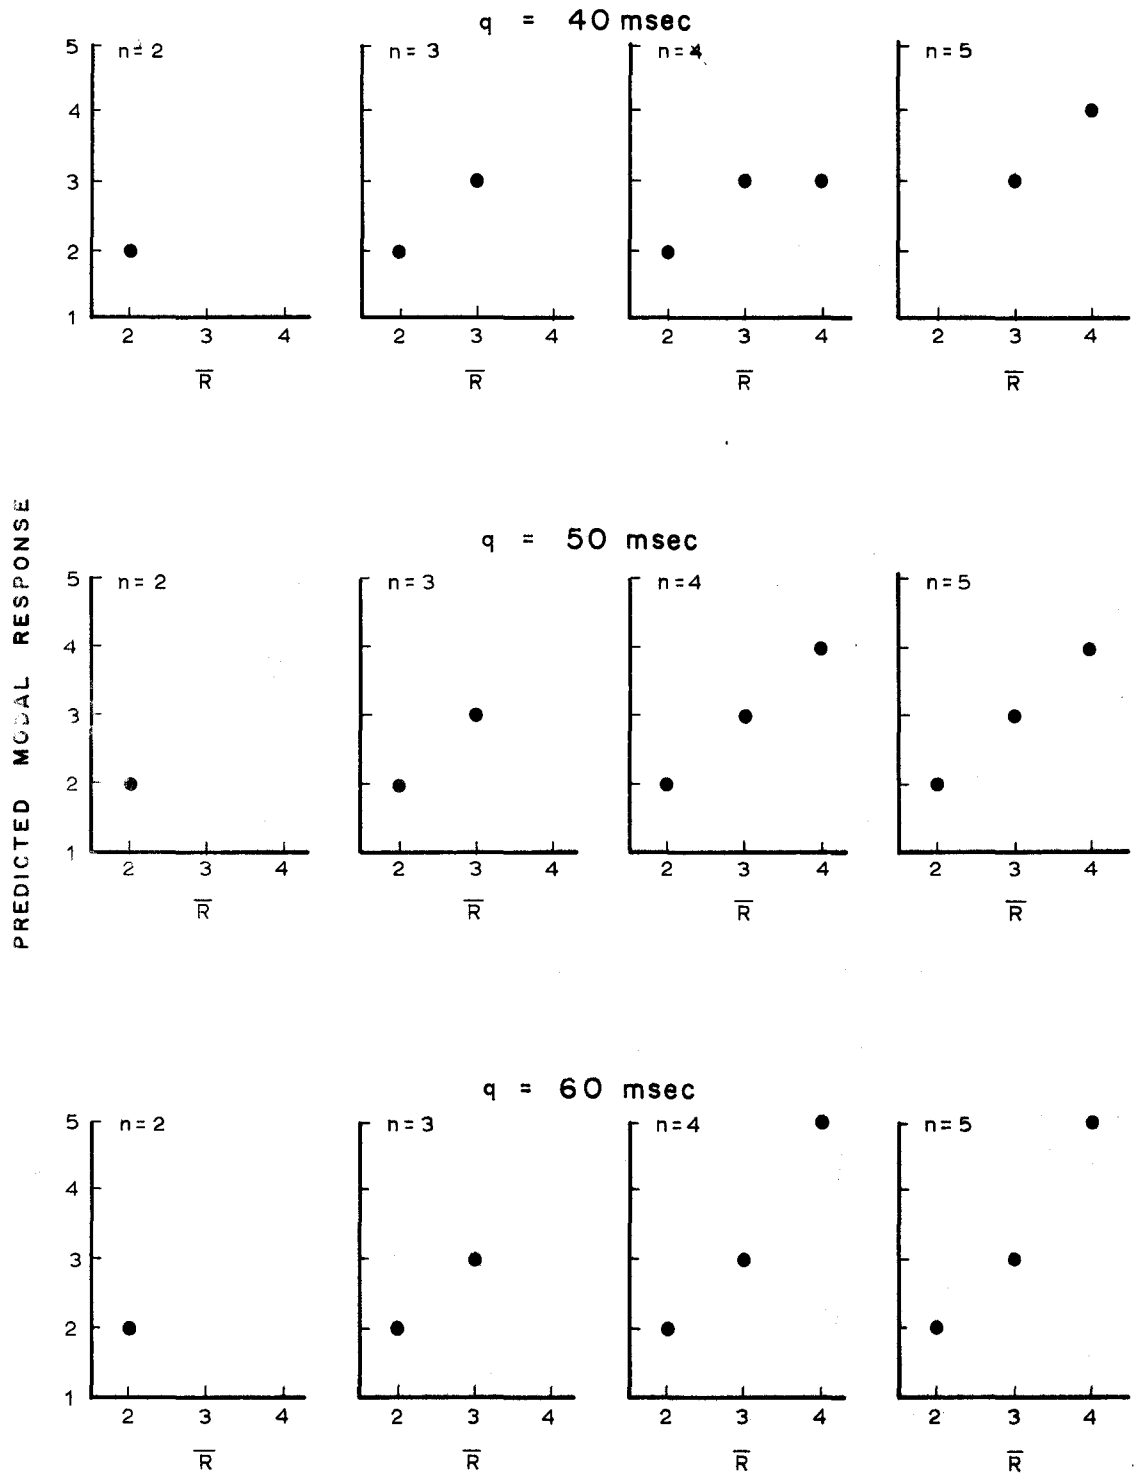 q = 40 msec
n=2 n=3 n=4 n=5
5
4
3
2
1
2 3 4 2 3 4 2 3 4 2 3 4
R̅ R̅ R̅ R̅
PREDICTED MODAL RESPONSE
q = 50 msec
n=2 n=3 n=4 n=5
5
4
3
2
1
2 3 4 2 3 4 2 3 4 2 3 4
R̅ R̅ R̅ R̅
q = 60 msec
n=2 n=3 n=4 n=5
5
4
3
2
1
2 3 4 2 3 4 2 3 4 2 3 4
R̅ R̅ R̅ R̅